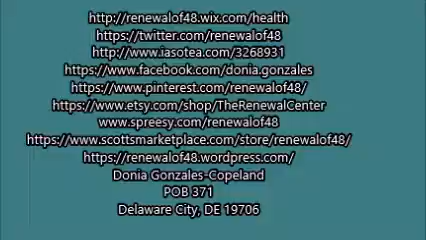 http://renewalof48.wix.com/health
https://twitter.com/renewalof48
http://www.iasotea.com/3268931
https://www.facebook.com/donia.gonzales
https://www.pinterest.com/renewalof48/
https://www.etsy.com/shop/TheRenewalCenter
www.spreesy.com/renewalof48
https://www.scottsmarketplace.com/store/renewalof48/
https://renewalof48.wordpress.com/
Donia Gonzales-Copeland
POB 371
Delaware City, DE 19706